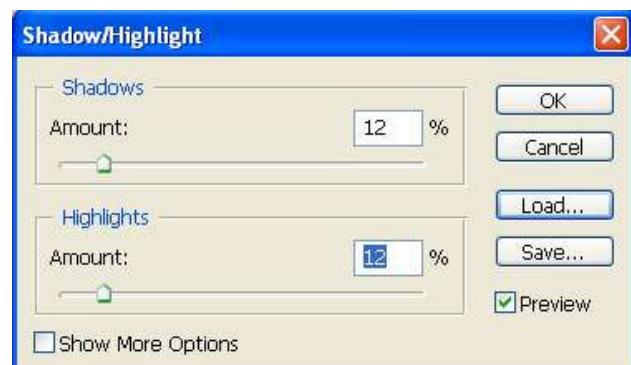 Shadow/Highlight
Shadows
Amount: 12 %
Highlights
Amount: 12 %
Show More Options
OK
Cancel
Load...
Save...
Preview